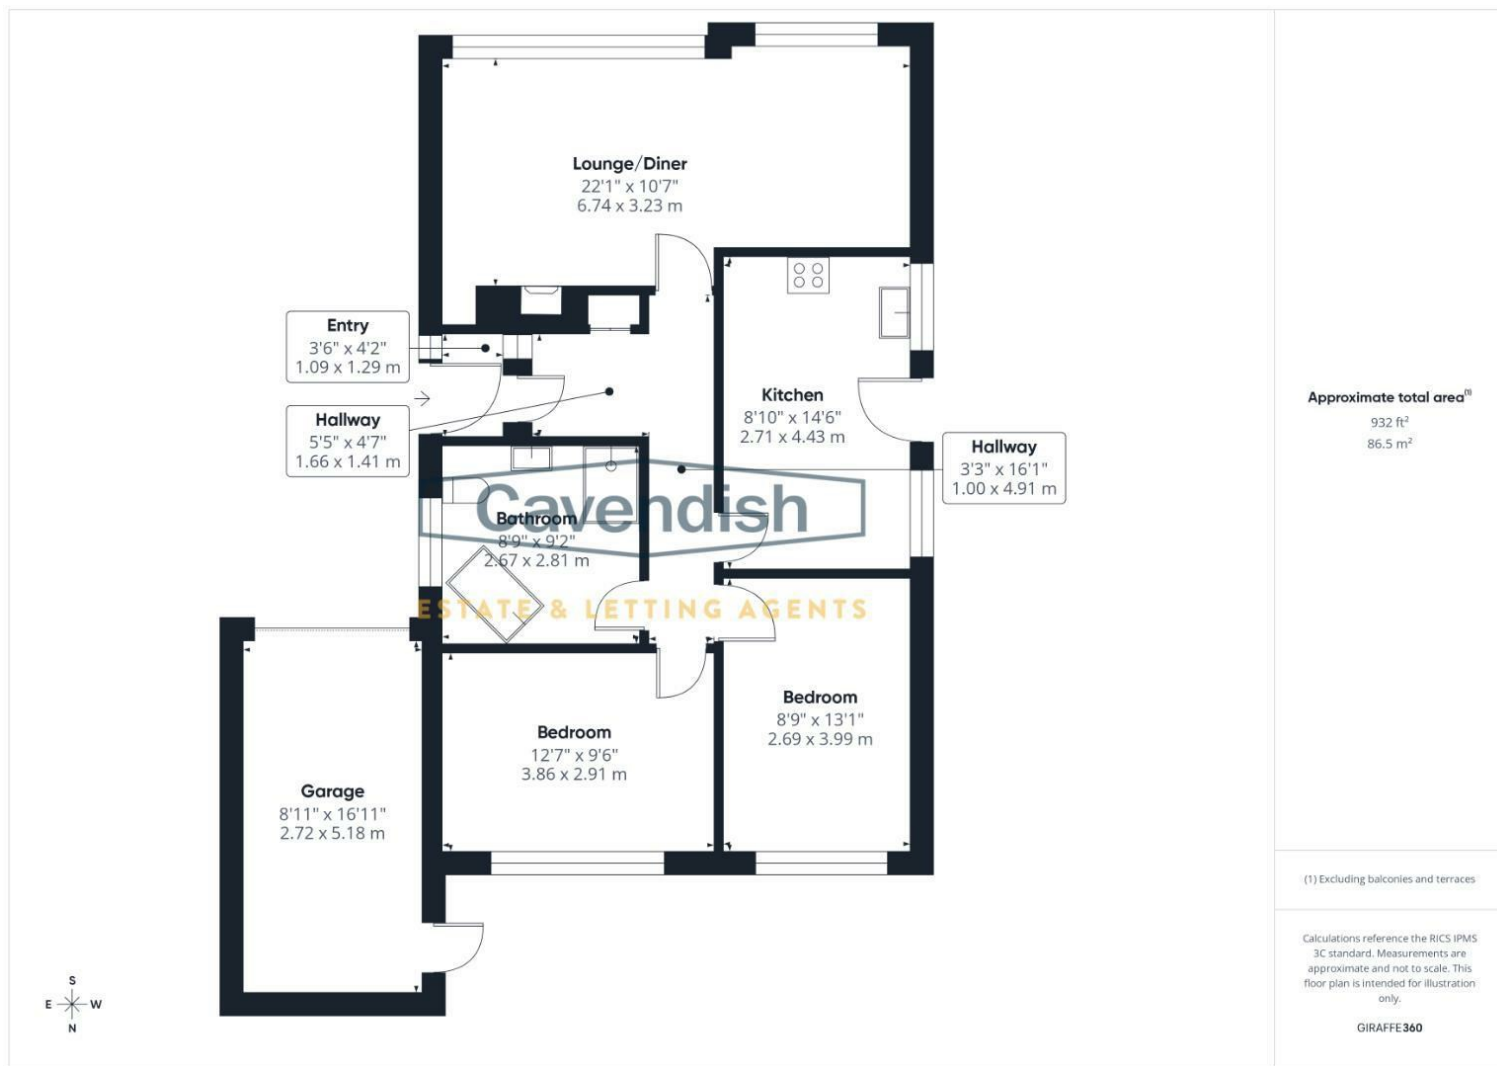 Lounge/Diner
22'1" x 10'7"
6.74 x 3.23 m
Entry
3'6" x 4'2"
1.09 x 1.29 m
Hallway
5'5" x 4'7"
1.66 x 1.41 m
Kitchen
8'10" x 14'6"
2.71 x 4.43 m
Hallway
3'3" x 16'1"
1.00 x 4.91 m
Cavendish
ESTATE & LETTING AGENTS
Bathroom
8'9" x 9'2"
2.67 x 2.81 m
Bedroom
8'9" x 13'1"
2.69 x 3.99 m
Bedroom
12'7" x 9'6"
3.86 x 2.91 m
Garage
8'11" x 16'11"
2.72 x 5.18 m
S
E W
N
Approximate total area(1)
932 ft²
86.5 m²
(1) Excluding balconies and terraces
Calculations reference the RICS IPMS
3C standard. Measurements are
approximate and not to scale. This
floor plan is intended for illustration
only.
GIRAFFE360